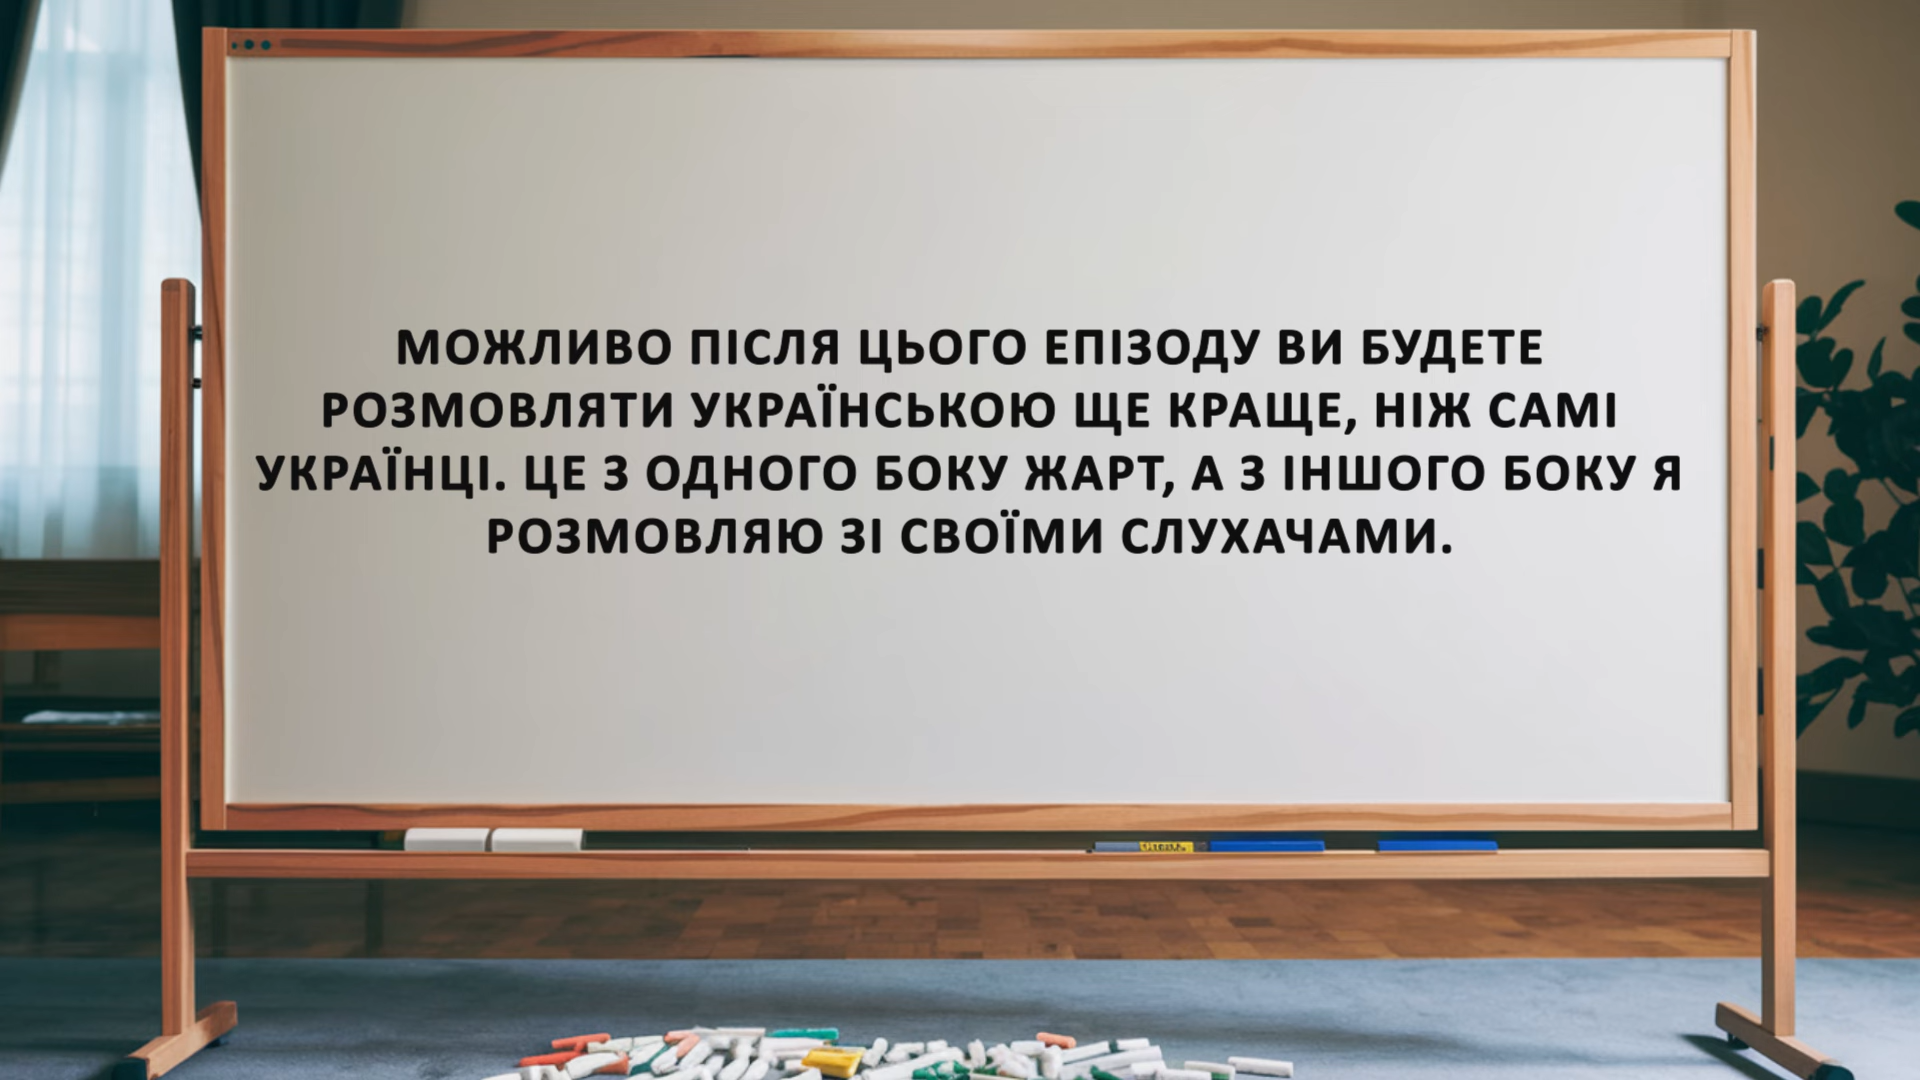 МОЖЛИВО ПІСЛЯ ЦЬОГО ЕПІЗОДУ ВИ БУДЕТЕ
РОЗМОВЛЯТИ УКРАЇНСЬКОЮ ЩЕ КРАЩЕ, НІЖ САМІ
УКРАЇНЦІ. ЦЕ З ОДНОГО БОКУ ЖАРТ, А З ІНШОГО БОКУ Я
РОЗМОВЛЯЮ ЗІ СВОЇМИ СЛУХАЧАМИ.